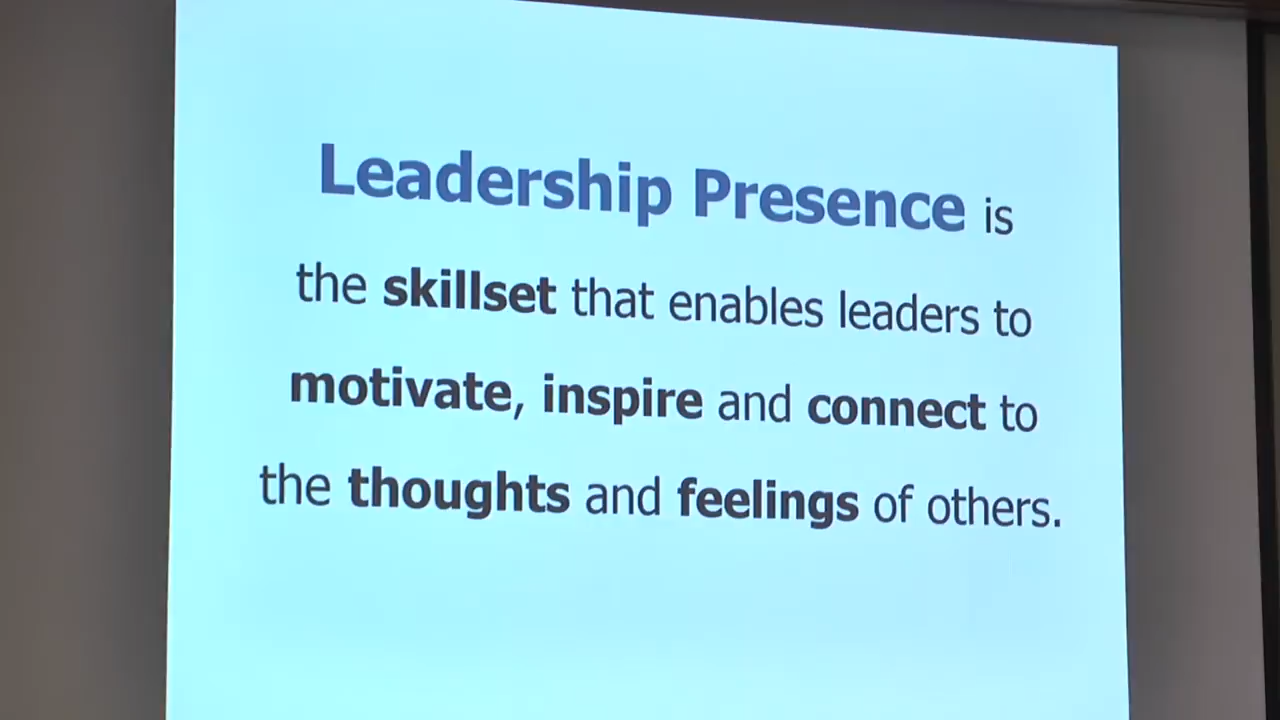 Leadership Presence is
the skillset that enables leaders to
motivate, inspire and connect to
the thoughts and feelings of others.